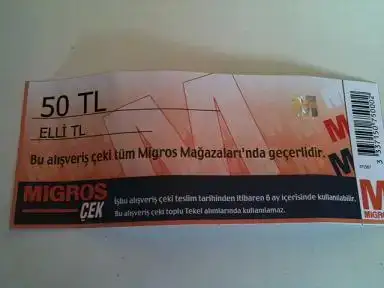 50 TL
ELLİ TL
Bu alışveriş çeki tüm Migros Mağazaları'nda geçerlidir.
MIGROS
ÇEK
İşbu alışveriş çeki teslim tarihinden itibaren 6 ay içerisinde kullanılabilir.
Bu alışveriş çeki toplu Tekel alımlarında kullanılamaz.
M
M
M
MIGROS